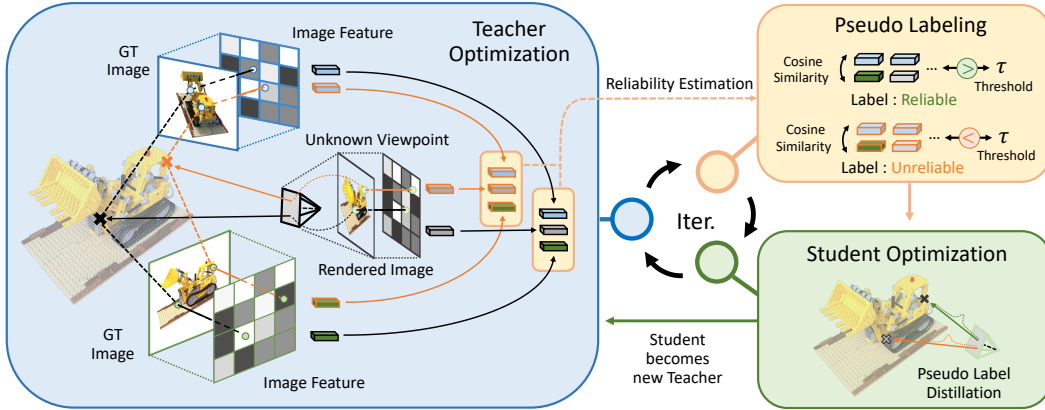 Teacher
Optimization
Image Feature
GT
Image
Unknown Viewpoint
Rendered Image
GT
Image
Image Feature
Reliability Estimation
Iter.
Student
becomes
new Teacher
Pseudo Labeling
Cosine
Similarity
... > τ
Threshold
Label : Reliable
Cosine
Similarity
... < τ
Threshold
Label : Unreliable
Student Optimization
Pseudo Label
Distillation